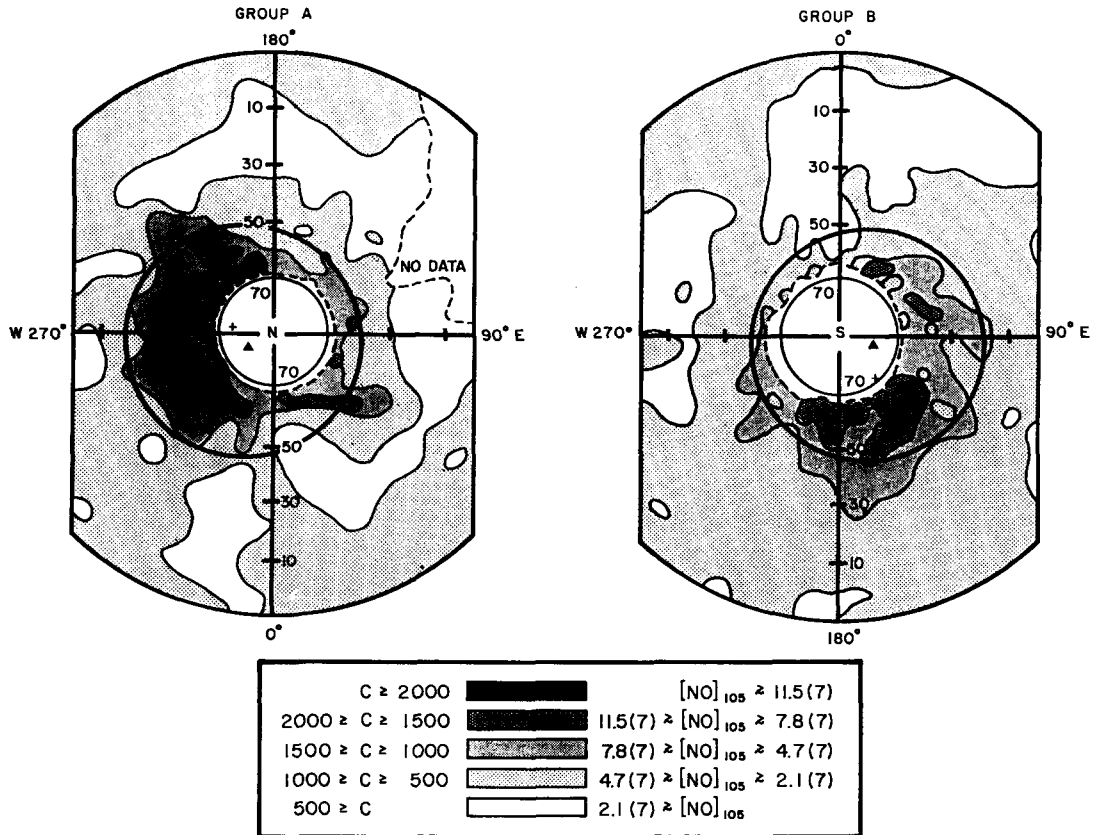 GROUP A
180°
10
30
50
NO DATA
70
W 270°
N
90° E
70
50
30
10
0°
GROUP B
0°
10
30
50
70
W 270°
S
90° E
70
50
30
10
180°
C ≥ 2000 [NO]105 ≥ 11.5(7)
2000 ≥ C ≥ 1500 11.5(7) ≥ [NO]105 ≥ 7.8(7)
1500 ≥ C ≥ 1000 7.8(7) ≥ [NO]105 ≥ 4.7(7)
1000 ≥ C ≥ 500 4.7(7) ≥ [NO]105 ≥ 2.1(7)
500 ≥ C 2.1(7) ≥ [NO]105